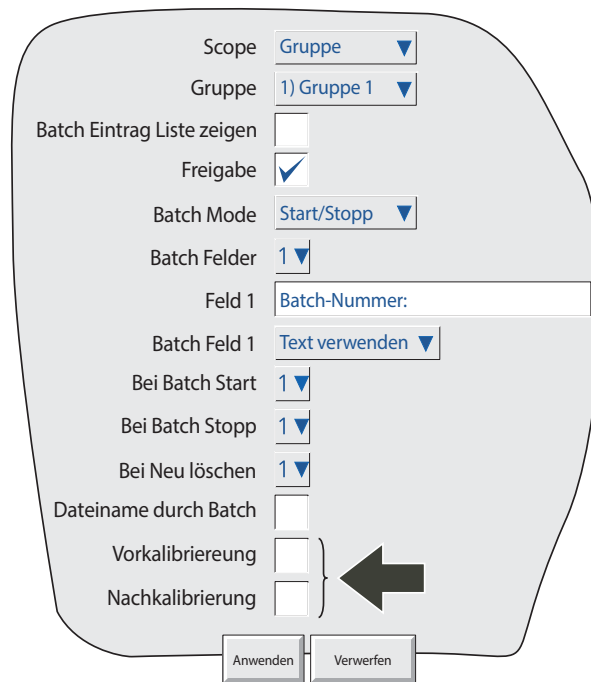 Scope Gruppe
Gruppe 1) Gruppe 1
Batch Eintrag Liste zeigen
Freigabe
Batch Mode Start/Stopp
Batch Felder 1
Feld 1 Batch-Nummer:
Batch Feld 1 Text verwenden
Bei Batch Start 1
Bei Batch Stopp 1
Bei Neu löschen 1
Dateiname durch Batch
Vorkalibriereung
Nachkalibrierung
Anwenden Verwerfen